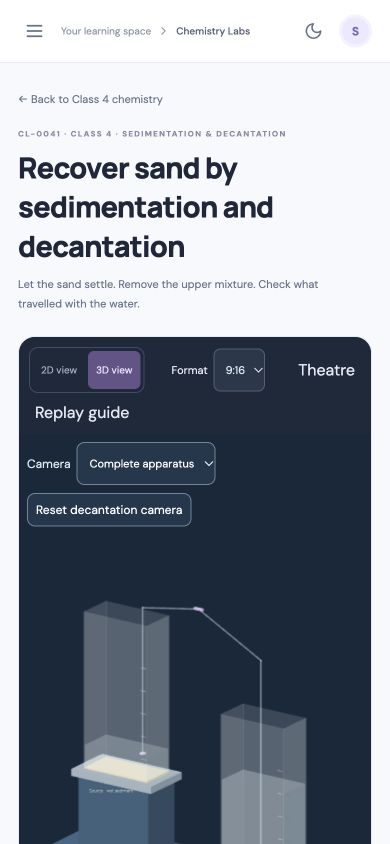 Your learning space > Chemistry Labs
S
← Back to Class 4 chemistry
CL-0041 · CLASS 4 · SEDIMENTATION & DECANTATION
Recover sand by
sedimentation and
decantation
Let the sand settle. Remove the upper mixture. Check what
travelled with the water.
2D view 3D view Format 9:16 Theatre
Replay guide
Camera Complete apparatus
Reset decantation camera